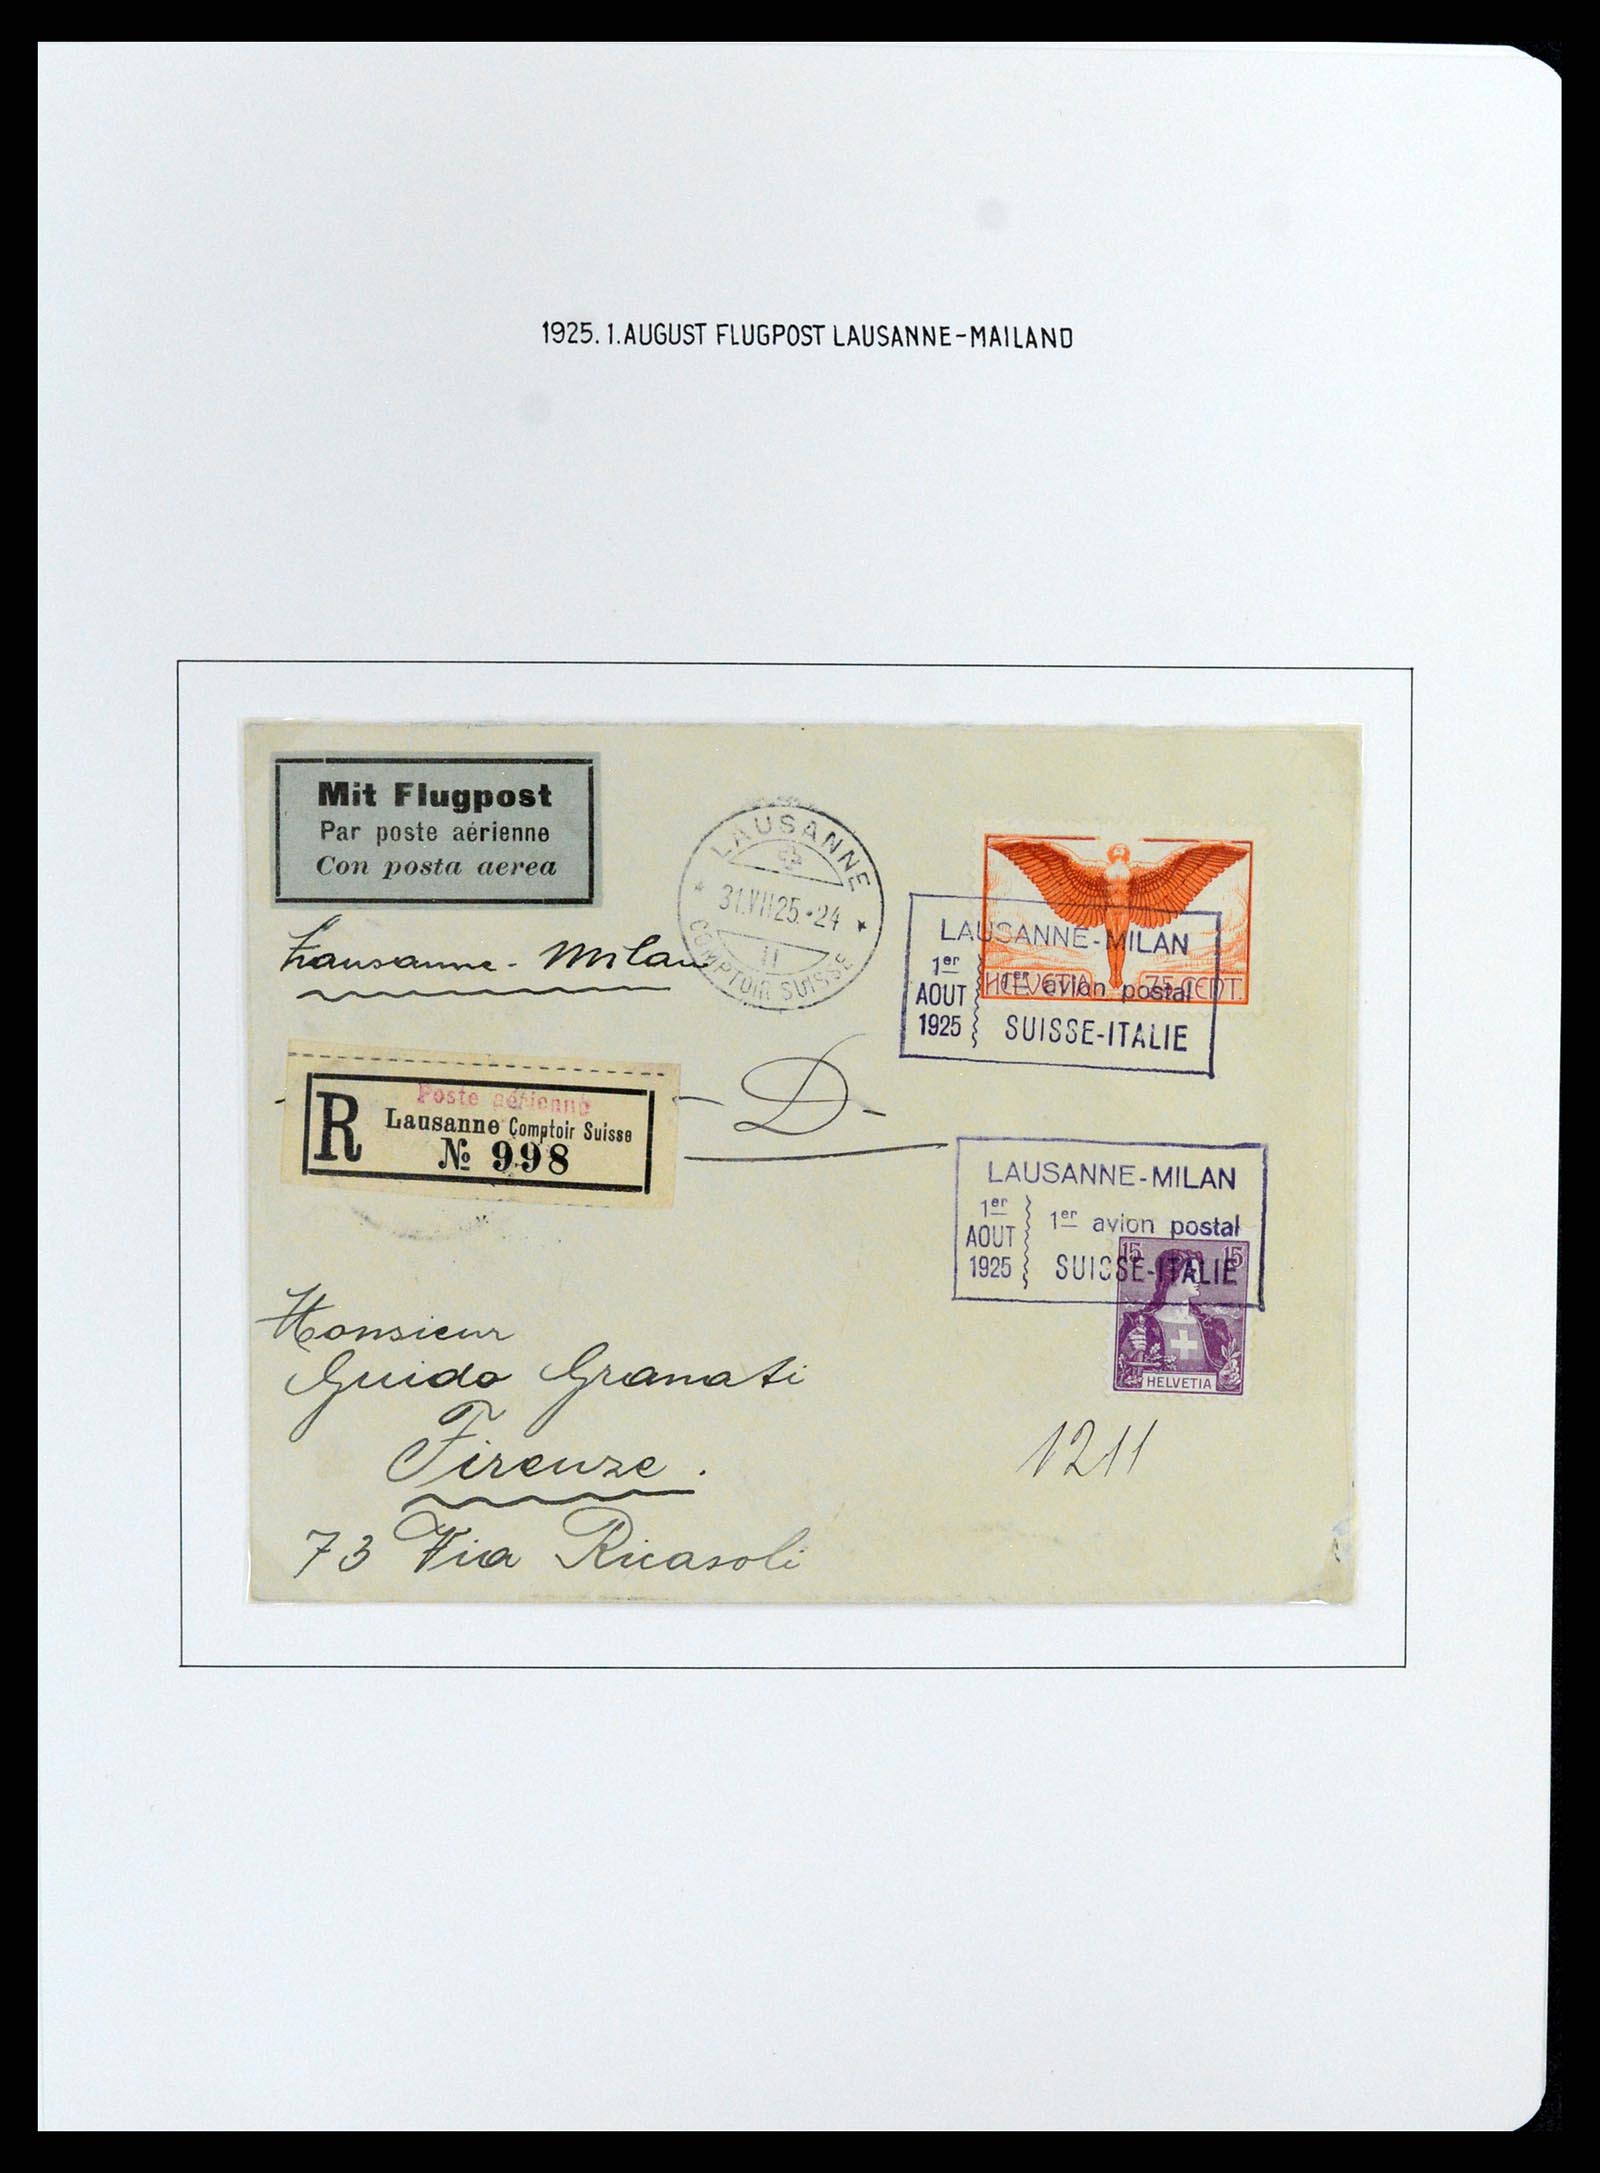 1925. 1. AUGUST FLUGPOST LAUSANNE-MAILAND
Mit Flugpost
Par poste aérienne
Con posta aerea
Lausanne - Milan
LAUSANNE
31.VII.25.-24
II
COMPTOIR SUISSE
HELVETIA 75 CENT.
LAUSANNE-MILAN
1er
AOUT
1925
1er avion postal
SUISSE-ITALIE
Poste aérienne
R
Lausanne Comptoir Suisse
No 998
- D -
LAUSANNE-MILAN
1er
AOUT
1925
1er avion postal
SUISSE-ITALIE
15 15
HELVETIA
Monsieur
Guido Granati
Firenze.
73 Via Ricasoli
1211